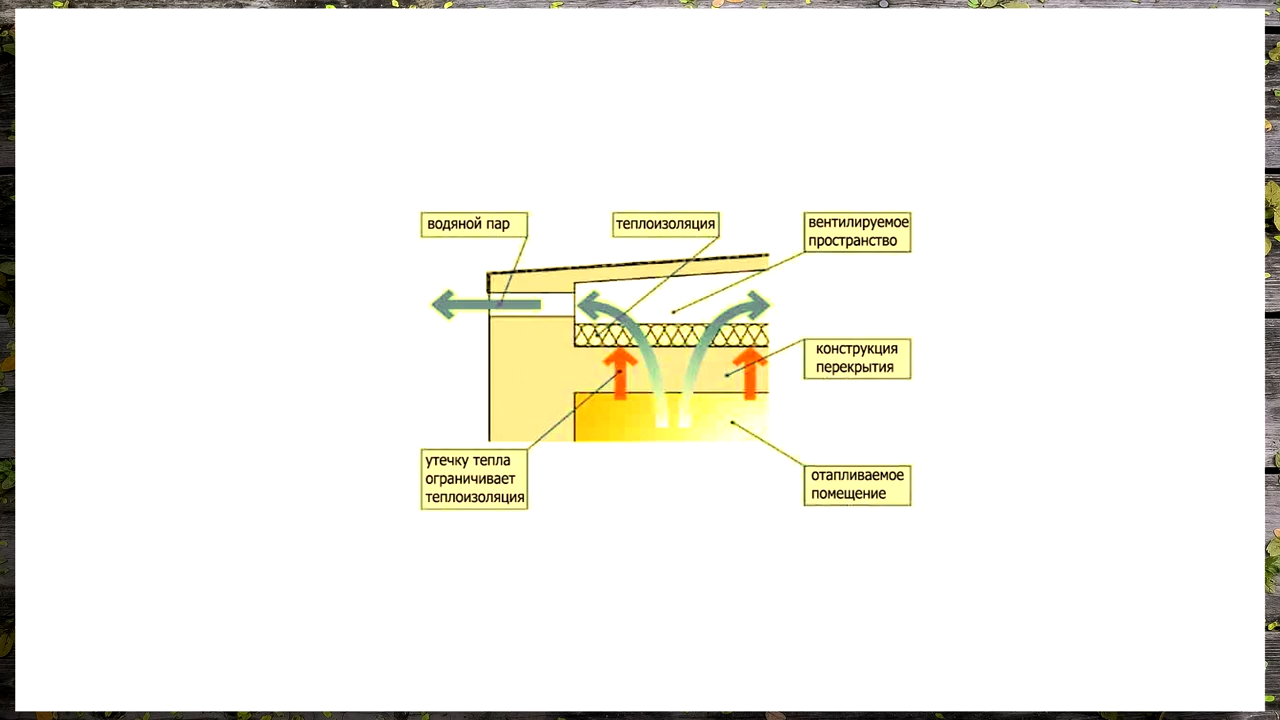 водяной пар
теплоизоляция
вентилируемое
пространство
конструкция
перекрытия
утечку тепла
ограничивает
теплоизоляция
отапливаемое
помещение